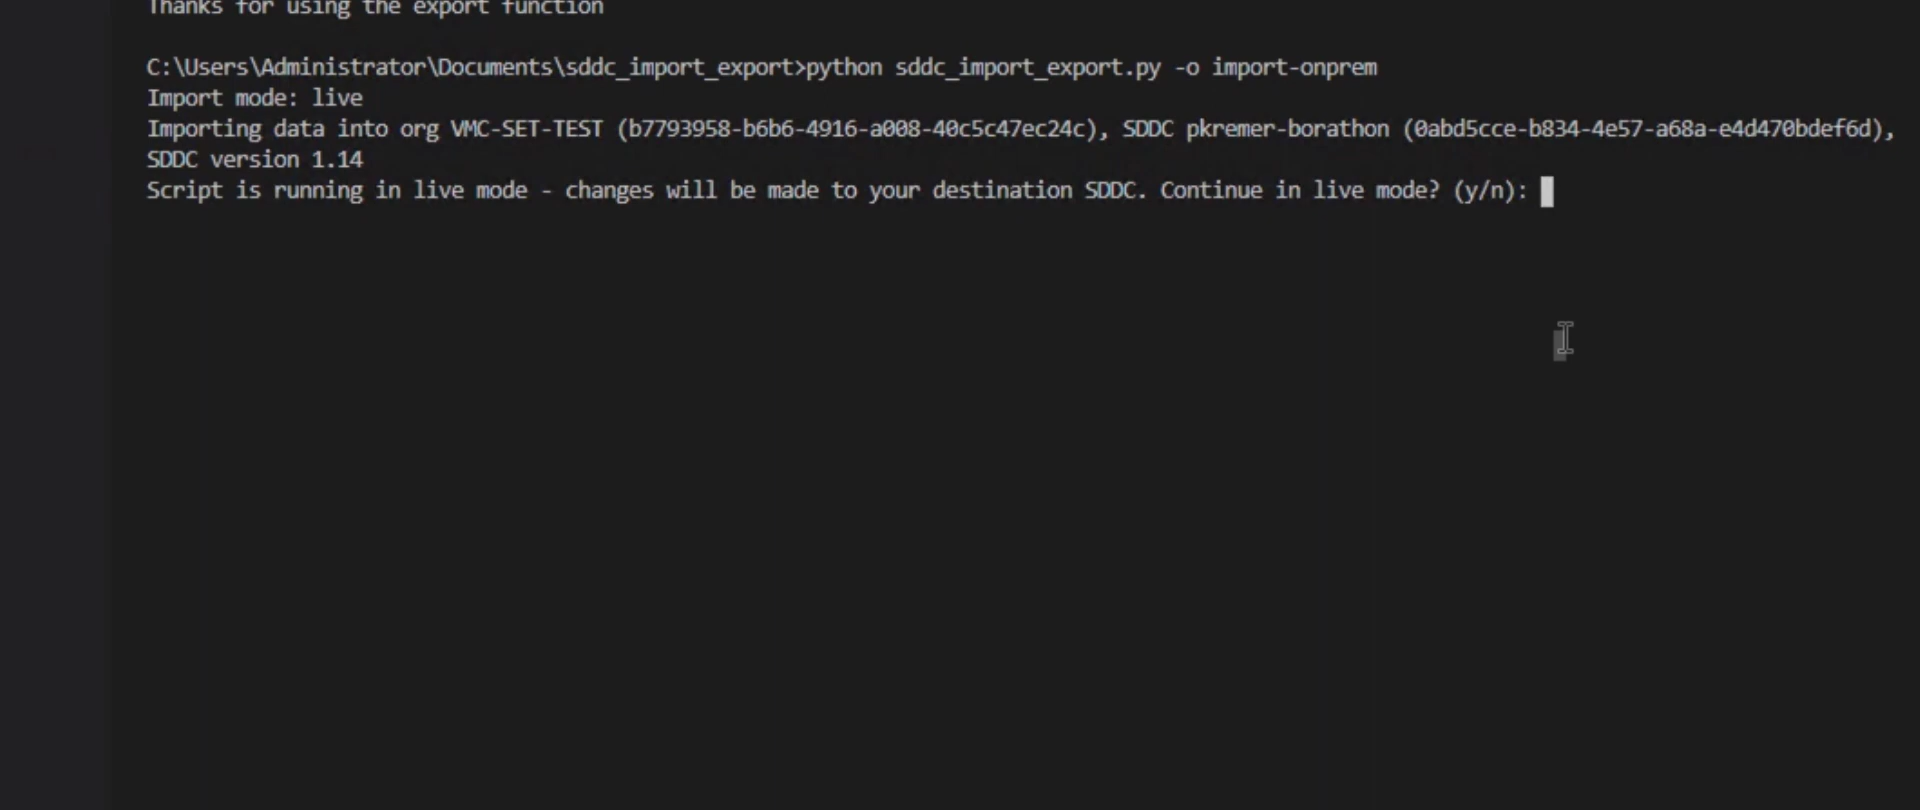 Thanks for using the export function
C:\Users\Administrator\Documents\sddc_import_export>python sddc_import_export.py -o import-onprem
Import mode: live
Importing data into org VMC-SET-TEST (b7793958-b6b6-4916-a008-40c5c47ec24c), SDDC pkremer-borathon (0abd5cce-b834-4e57-a68a-e4d470bdef6d),
SDDC version 1.14
Script is running in live mode - changes will be made to your destination SDDC. Continue in live mode? (y/n):